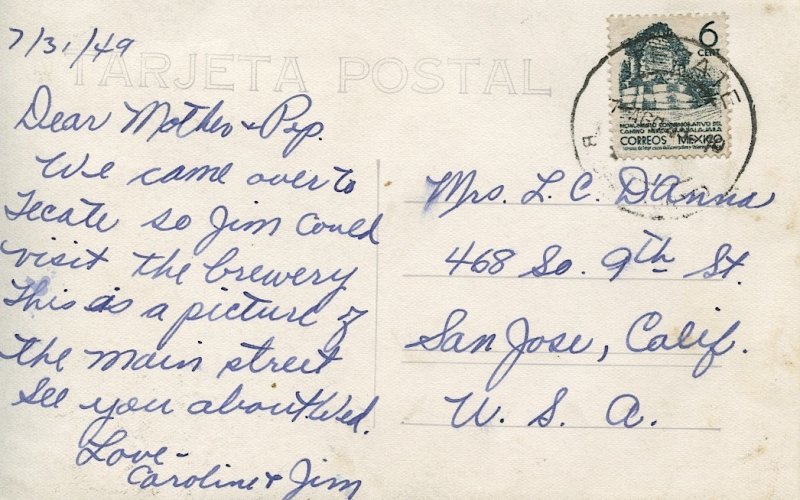 7/31/49
TARJETA POSTAL
Dear Mother & Pop.
We came over to
Tecate so Jim could
visit the brewery
This is a picture of
the main street
See you about Wed.
Love-
Caroline & Jim
6
CENT
CORREOS MEXICO
Mrs. L. C. D'Anna
468 So. 9th St.
San Jose, Calif.
U. S. A.